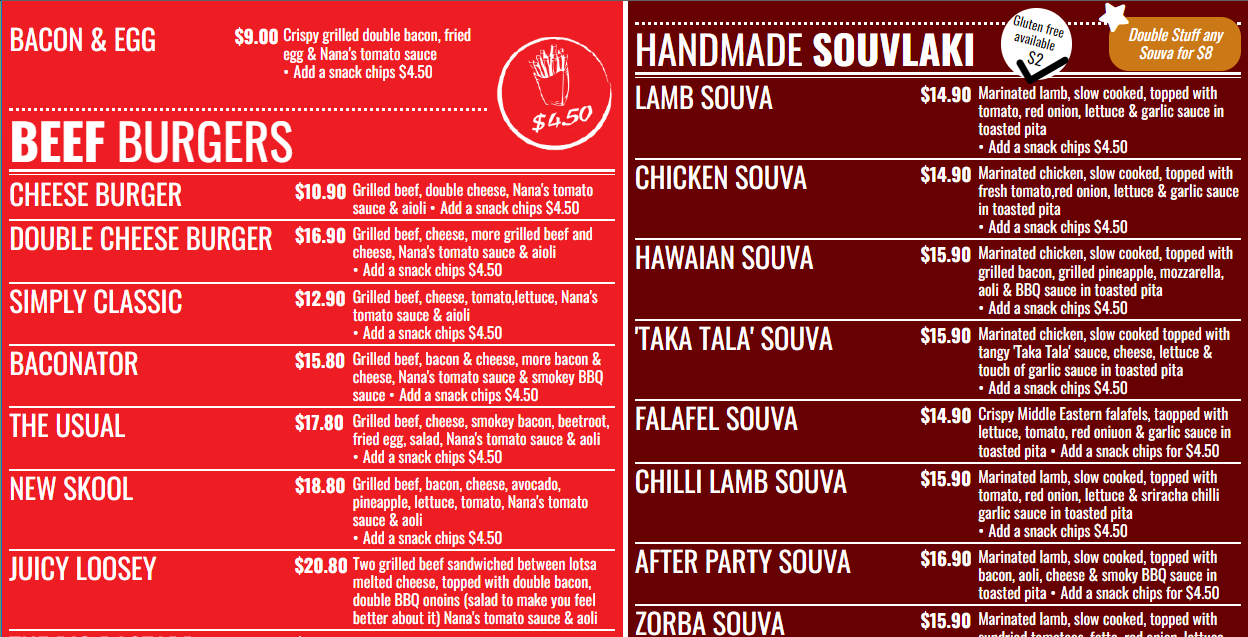 BACON & EGG
$9.00 Crispy grilled double bacon, fried
egg & Nana's tomato sauce
• Add a snack chips $4.50
$4.50
BEEF BURGERS
CHEESE BURGER
$10.90 Grilled beef, double cheese, Nana's tomato
sauce & aioli • Add a snack chips $4.50
DOUBLE CHEESE BURGER
$16.90 Grilled beef, cheese, more grilled beef and
cheese, Nana's tomato sauce & aioli
• Add a snack chips $4.50
SIMPLY CLASSIC
$12.90 Grilled beef, cheese, tomato,lettuce, Nana's
tomato sauce & aioli
• Add a snack chips $4.50
BACONATOR
$15.80 Grilled beef, bacon & cheese, more bacon &
cheese, Nana's tomato sauce & smokey BBQ
sauce • Add a snack chips $4.50
THE USUAL
$17.80 Grilled beef, cheese, smokey bacon, beetroot,
fried egg, salad, Nana's tomato sauce & aoli
• Add a snack chips $4.50
NEW SKOOL
$18.80 Grilled beef, bacon, cheese, avocado,
pineapple, lettuce, tomato, Nana's tomato
sauce & aoli
• Add a snack chips $4.50
JUICY LOOSEY
$20.80 Two grilled beef sandwiched between lotsa
melted cheese, topped with double bacon,
double BBQ onoins (salad to make you feel
better about it) Nana's tomato sauce & aoli
HANDMADE SOUVLAKI
Gluten free
available
$2
Double Stuff any
Souva for $8
LAMB SOUVA
$14.90 Marinated lamb, slow cooked, topped with
tomato, red onion, lettuce & garlic sauce in
toasted pita
• Add a snack chips $4.50
CHICKEN SOUVA
$14.90 Marinated chicken, slow cooked, topped with
fresh tomato,red onion, lettuce & garlic sauce
in toasted pita
• Add a snack chips $4.50
HAWAIAN SOUVA
$15.90 Marinated chicken, slow cooked, topped with
grilled bacon, grilled pineapple, mozzarella,
aoli & BBQ sauce in toasted pita
• Add a snack chips $4.50
'TAKA TALA' SOUVA
$15.90 Marinated chicken, slow cooked topped with
tangy 'Taka Tala' sauce, cheese, lettuce &
touch of garlic sauce in toasted pita
• Add a snack chips $4.50
FALAFEL SOUVA
$14.90 Crispy Middle Eastern falafels, taopped with
lettuce, tomato, red oniuon & garlic sauce in
toasted pita • Add a snack chips for $4.50
CHILLI LAMB SOUVA
$15.90 Marinated lamb, slow cooked, topped with
tomato, red onion, lettuce & sriracha chilli
garlic sauce in toasted pita
• Add a snack chips $4.50
AFTER PARTY SOUVA
$16.90 Marinated lamb, slow cooked, topped with
bacon, aoli, cheese & smoky BBQ sauce in
toasted pita • Add a snack chips for $4.50
ZORBA SOUVA
$15.90 Marinated lamb, slow cooked, topped with